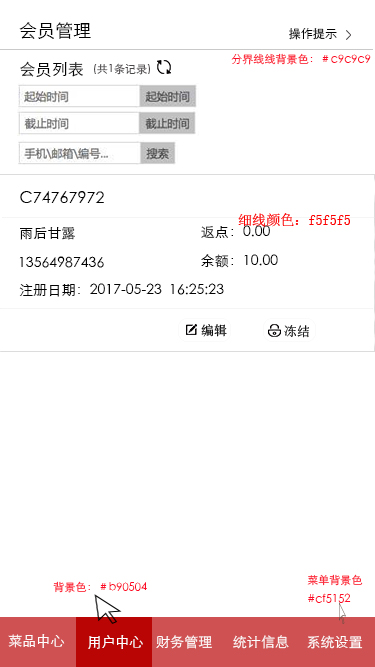 会员管理
操作提示
分界线线背景色：#c9c9c9
会员列表 (共1条记录)
起始时间 起始时间
截止时间 截止时间
手机\邮箱\编号... 搜索
C74767972
细线颜色：f5f5f5
雨后甘露 返点：0.00
13564987436 余额：10.00
注册日期：2017-05-23 16:25:23
编辑 冻结
背景色：#b90504
菜单背景色
#cf5152
菜品中心 用户中心 财务管理 统计信息 系统设置